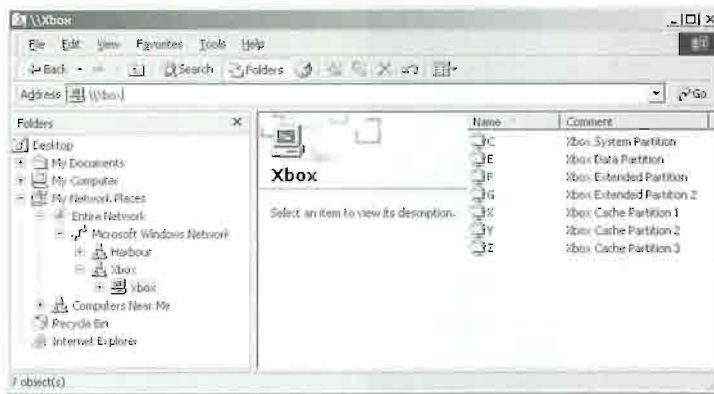 \\Xbox
File Edit View Favorites Tools Help
Back Search Folders
Address \\Xbox Go
Folders
Desktop
My Documents
My Computer
My Network Places
Entire Network
Microsoft Windows Network
Harbour
Xbox
xbox
Computers Near Me
Recycle Bin
Internet Explorer
Xbox
Select an item to view its description.
Name Comment
C Xbox System Partition
E Xbox Data Partition
F Xbox Extended Partition
G Xbox Extended Partition 2
X Xbox Cache Partition 1
Y Xbox Cache Partition 2
Z Xbox Cache Partition 3
7 object(s)